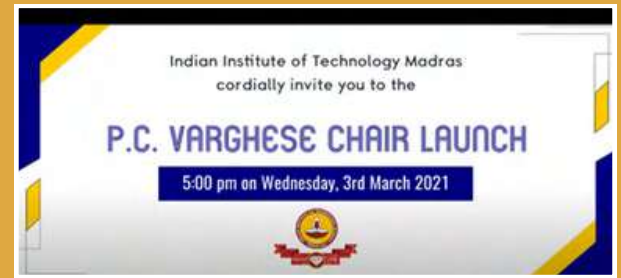 Indian Institute of Technology Madras
cordially invite you to the
P.C. VARGHESE CHAIR LAUNCH
5:00 pm on Wednesday, 3rd March 2021